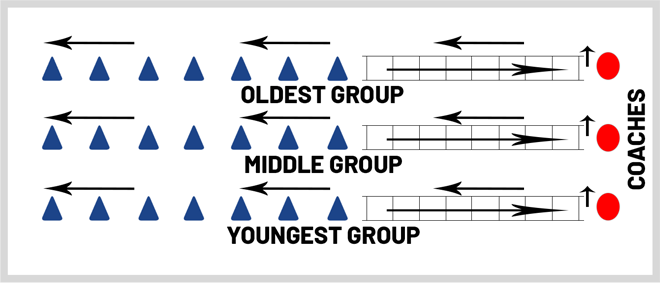 OLDEST GROUP
MIDDLE GROUP
YOUNGEST GROUP
COACHES